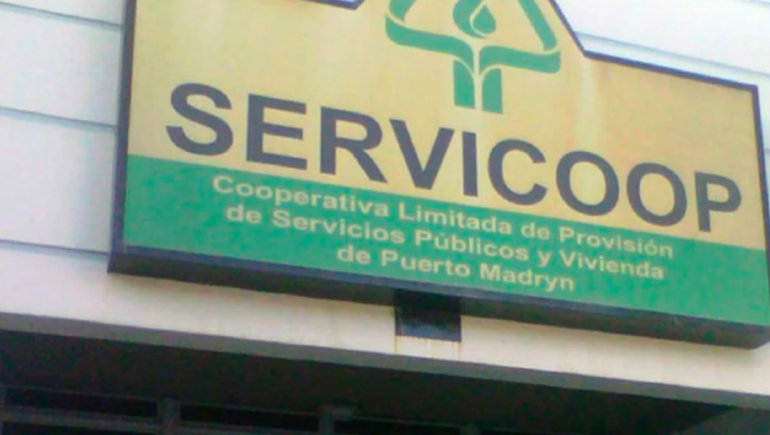 SERVICOOP
Cooperativa Limitada de Provisión
de Servicios Públicos y Vivienda
de Puerto Madryn